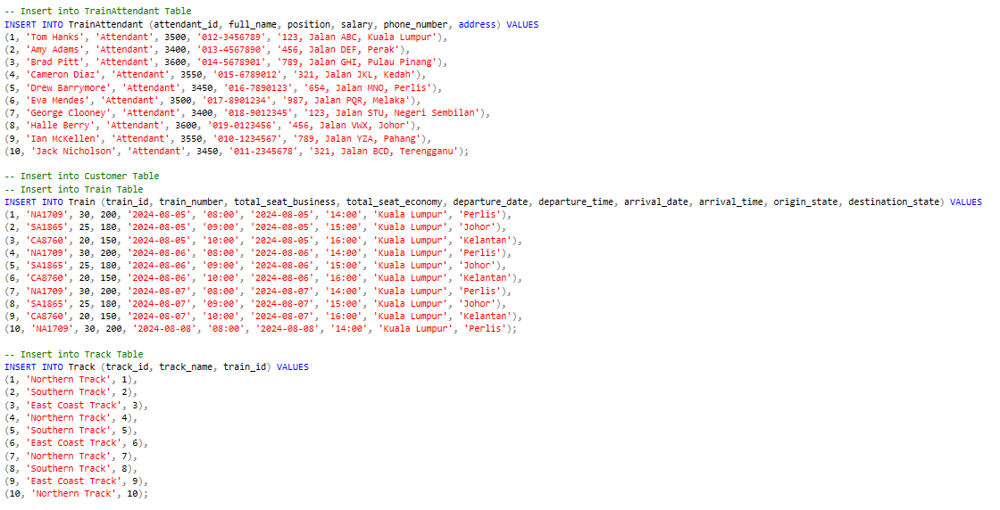 -- Insert into TrainAttendant Table
INSERT INTO TrainAttendant (attendant_id, full_name, position, salary, phone_number, address) VALUES
(1, 'Tom Hanks', 'Attendant', 3500, '012-3456789', '123, Jalan ABC, Kuala Lumpur'),
(2, 'Amy Adams', 'Attendant', 3400, '013-4567890', '456, Jalan DEF, Perak'),
(3, 'Brad Pitt', 'Attendant', 3600, '014-5678901', '789, Jalan GHI, Pulau Pinang'),
(4, 'Cameron Diaz', 'Attendant', 3550, '015-6789012', '321, Jalan JKL, Kedah'),
(5, 'Drew Barrymore', 'Attendant', 3450, '016-7890123', '654, Jalan MNO, Perlis'),
(6, 'Eva Mendes', 'Attendant', 3500, '017-8901234', '987, Jalan PQR, Melaka'),
(7, 'George Clooney', 'Attendant', 3400, '018-9012345', '123, Jalan STU, Negeri Sembilan'),
(8, 'Halle Berry', 'Attendant', 3600, '019-0123456', '456, Jalan VWX, Johor'),
(9, 'Ian McKellen', 'Attendant', 3550, '010-1234567', '789, Jalan YZA, Pahang'),
(10, 'Jack Nicholson', 'Attendant', 3450, '011-2345678', '321, Jalan BCD, Terengganu');
-- Insert into Customer Table
-- Insert into Train Table
INSERT INTO Train (train_id, train_number, total_seat_business, total_seat_economy, departure_date, departure_time, arrival_date, arrival_time, origin_state, destination_state) VALUES
(1, 'NA1709', 30, 200, '2024-08-05', '08:00', '2024-08-05', '14:00', 'Kuala Lumpur', 'Perlis'),
(2, 'SA1865', 25, 180, '2024-08-05', '09:00', '2024-08-05', '15:00', 'Kuala Lumpur', 'Johor'),
(3, 'CA8760', 20, 150, '2024-08-05', '10:00', '2024-08-05', '16:00', 'Kuala Lumpur', 'Kelantan'),
(4, 'NA1709', 30, 200, '2024-08-06', '08:00', '2024-08-06', '14:00', 'Kuala Lumpur', 'Perlis'),
(5, 'SA1865', 25, 180, '2024-08-06', '09:00', '2024-08-06', '15:00', 'Kuala Lumpur', 'Johor'),
(6, 'CA8760', 20, 150, '2024-08-06', '10:00', '2024-08-06', '16:00', 'Kuala Lumpur', 'Kelantan'),
(7, 'NA1709', 30, 200, '2024-08-07', '08:00', '2024-08-07', '14:00', 'Kuala Lumpur', 'Perlis'),
(8, 'SA1865', 25, 180, '2024-08-07', '09:00', '2024-08-07', '15:00', 'Kuala Lumpur', 'Johor'),
(9, 'CA8760', 20, 150, '2024-08-07', '10:00', '2024-08-07', '16:00', 'Kuala Lumpur', 'Kelantan'),
(10, 'NA1709', 30, 200, '2024-08-08', '08:00', '2024-08-08', '14:00', 'Kuala Lumpur', 'Perlis');
-- Insert into Track Table
INSERT INTO Track (track_id, track_name, train_id) VALUES
(1, 'Northern Track', 1),
(2, 'Southern Track', 2),
(3, 'East Coast Track', 3),
(4, 'Northern Track', 4),
(5, 'Southern Track', 5),
(6, 'East Coast Track', 6),
(7, 'Northern Track', 7),
(8, 'Southern Track', 8),
(9, 'East Coast Track', 9),
(10, 'Northern Track', 10);